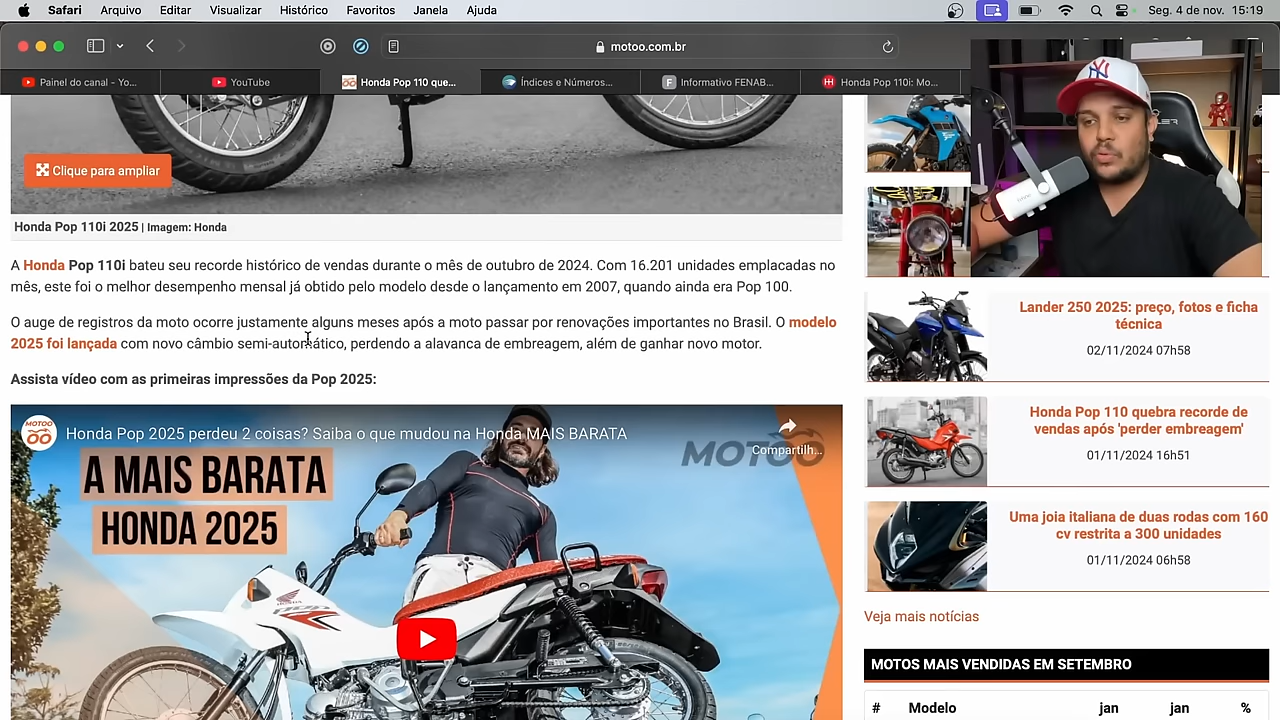 Safari Arquivo Editar Visualizar Histórico Favoritos Janela Ajuda Seg. 4 de nov. 15:19
motoo.com.br
Painel do canal - Yo... YouTube Honda Pop 110 que... Índices e Números... Informativo FENAB... Honda Pop 110i: Mo...
Clique para ampliar
Honda Pop 110i 2025 | Imagem: Honda
A Honda Pop 110i bateu seu recorde histórico de vendas durante o mês de outubro de 2024. Com 16.201 unidades emplacadas no
mês, este foi o melhor desempenho mensal já obtido pelo modelo desde o lançamento em 2007, quando ainda era Pop 100.
O auge de registros da moto ocorre justamente alguns meses após a moto passar por renovações importantes no Brasil. O modelo
2025 foi lançada com novo câmbio semi-automático, perdendo a alavanca de embreagem, além de ganhar novo motor.
Assista vídeo com as primeiras impressões da Pop 2025:
MOTOO
Honda Pop 2025 perdeu 2 coisas? Saiba o que mudou na Honda MAIS BARATA
Compartilh...
MOTOO
A MAIS BARATA
HONDA 2025
HONDA
POP
Lander 250 2025: preço, fotos e ficha
técnica
02/11/2024 07h58
Honda Pop 110 quebra recorde de
vendas após 'perder embreagem'
01/11/2024 16h51
Uma joia italiana de duas rodas com 160
cv restrita a 300 unidades
01/11/2024 06h58
Veja mais notícias
MOTOS MAIS VENDIDAS EM SETEMBRO
# Modelo jan jan %